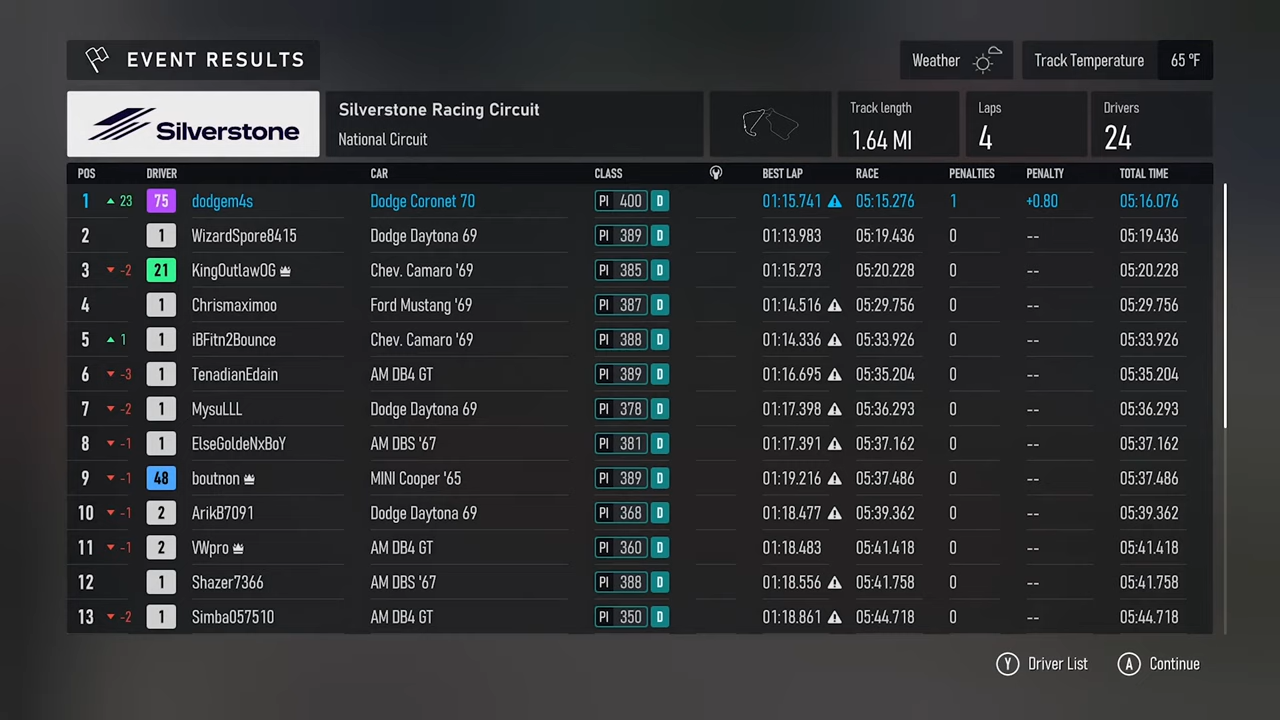 EVENT RESULTS
Weather Track Temperature 65 °F
Silverstone
Silverstone Racing Circuit
National Circuit
Track length
1.64 MI
Laps
4
Drivers
24
POS DRIVER CAR CLASS BEST LAP RACE PENALTIES PENALTY TOTAL TIME
1 23 75 dodgem4s Dodge Coronet 70 PI 400 D 01:15.741 05:15.276 1 +0.80 05:16.076
2 1 WizardSpore8415 Dodge Daytona 69 PI 389 D 01:13.983 05:19.436 0 -- 05:19.436
3 -2 21 KingOutlawOG Chev. Camaro '69 PI 385 D 01:15.273 05:20.228 0 -- 05:20.228
4 1 Chrismaximoo Ford Mustang '69 PI 387 D 01:14.516 05:29.756 0 -- 05:29.756
5 1 1 iBFitn2Bounce Chev. Camaro '69 PI 388 D 01:14.336 05:33.926 0 -- 05:33.926
6 -3 1 TenadianEdain AM DB4 GT PI 389 D 01:16.695 05:35.204 0 -- 05:35.204
7 -2 1 MysuLLL Dodge Daytona 69 PI 378 D 01:17.398 05:36.293 0 -- 05:36.293
8 -1 1 ElseGoldeNxBoY AM DBS '67 PI 381 D 01:17.391 05:37.162 0 -- 05:37.162
9 -1 48 boutnon MINI Cooper '65 PI 389 D 01:19.216 05:37.486 0 -- 05:37.486
10 -1 2 ArikB7091 Dodge Daytona 69 PI 368 D 01:18.477 05:39.362 0 -- 05:39.362
11 -1 2 VWpro AM DB4 GT PI 360 D 01:18.483 05:41.418 0 -- 05:41.418
12 1 Shazer7366 AM DBS '67 PI 388 D 01:18.556 05:41.758 0 -- 05:41.758
13 -2 1 Simba057510 AM DB4 GT PI 350 D 01:18.861 05:44.718 0 -- 05:44.718
Y Driver List A Continue